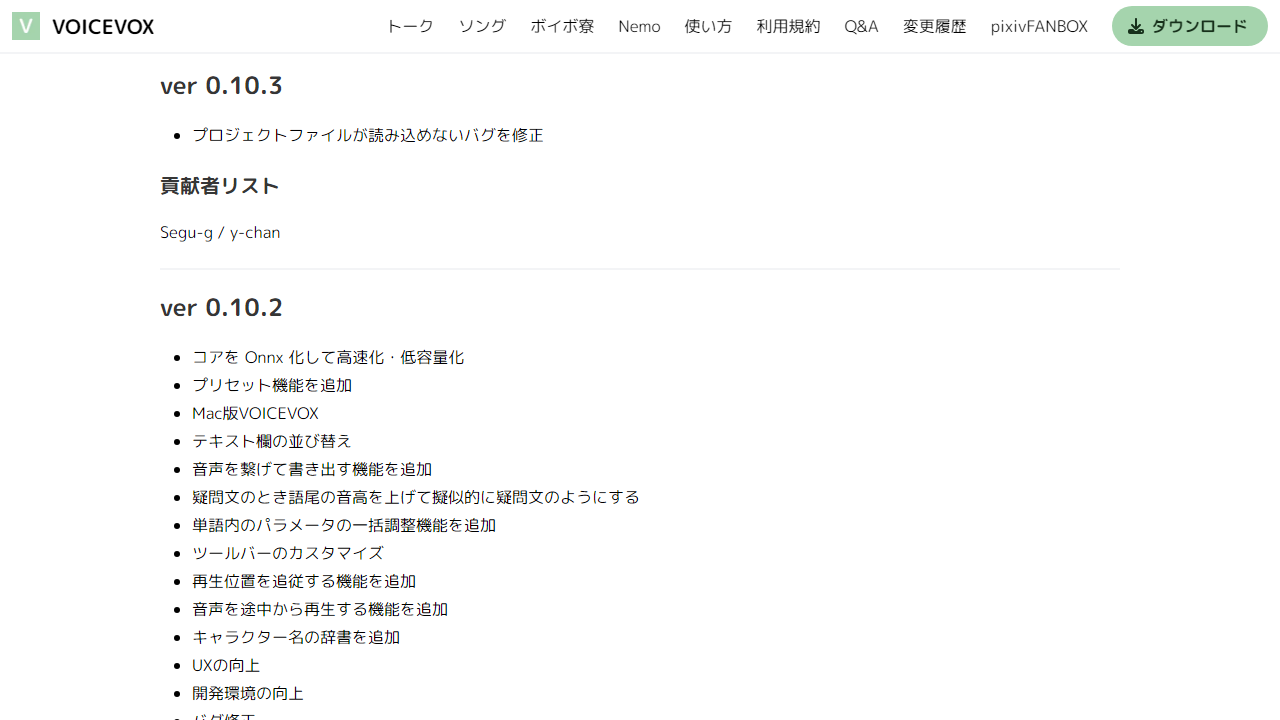 V VOICEVOX トーク ソング ボイボ寮 Nemo 使い方 利用規約 Q&A 変更履歴 pixivFANBOX ダウンロード
ver 0.10.3
プロジェクトファイルが読み込めないバグを修正
貢献者リスト
Segu-g / y-chan
ver 0.10.2
コアを Onnx 化して高速化・低容量化
プリセット機能を追加
Mac版VOICEVOX
テキスト欄の並び替え
音声を繋げて書き出す機能を追加
疑問文のとき語尾の音高を上げて擬似的に疑問文のようにする
単語内のパラメータの一括調整機能を追加
ツールバーのカスタマイズ
再生位置を追従する機能を追加
音声を途中から再生する機能を追加
キャラクター名の辞書を追加
UXの向上
開発環境の向上
バグ修正